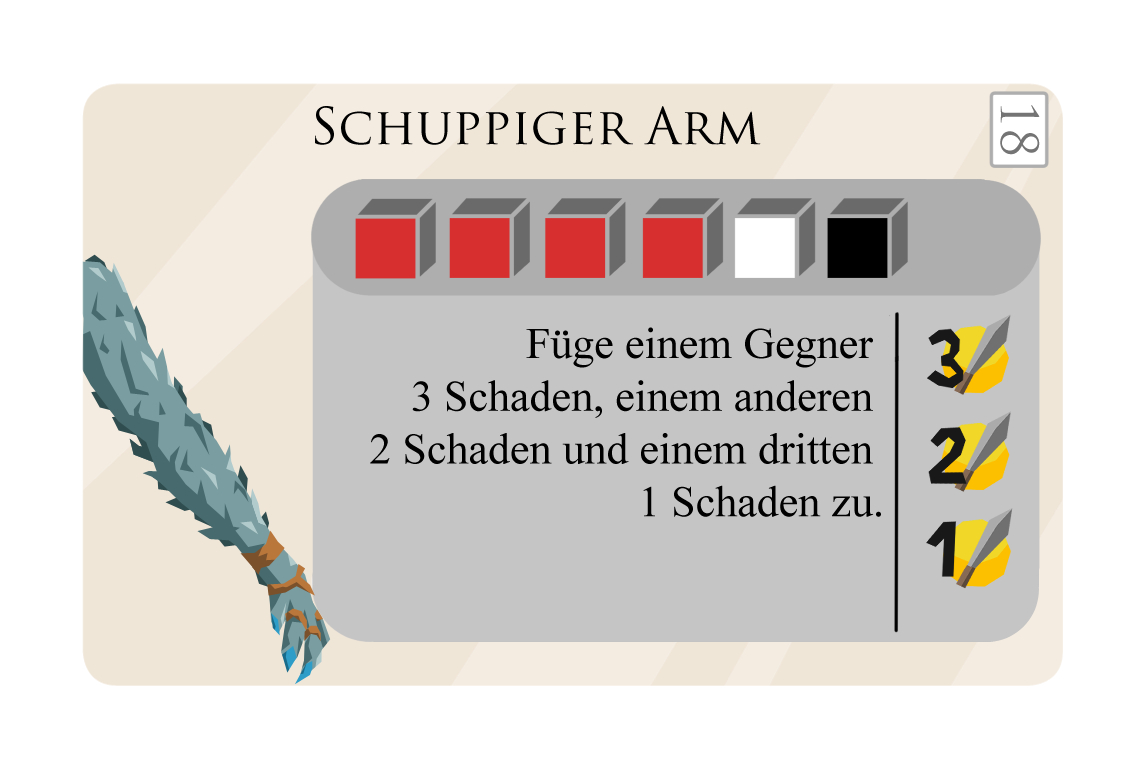 18
SCHUPPIGER ARM
Füge einem Gegner
3 Schaden, einem anderen
2 Schaden und einem dritten
1 Schaden zu.
3
2
1